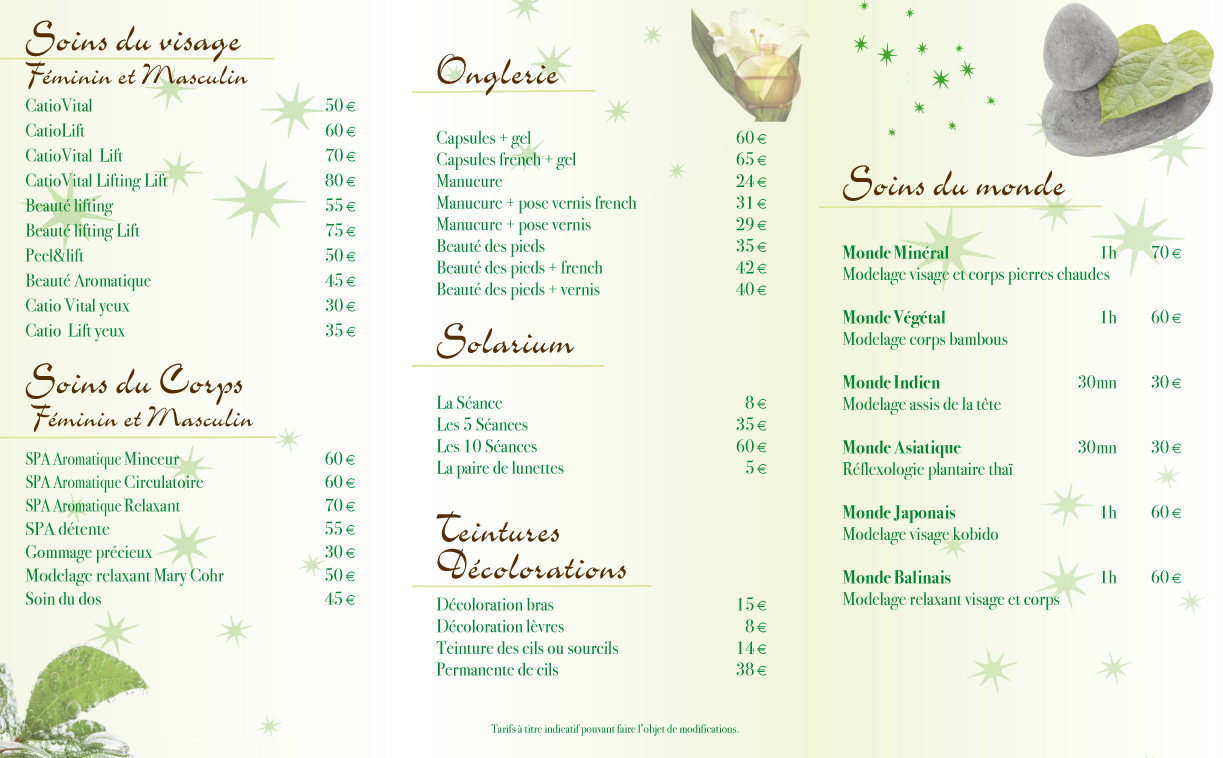 Soins du visage
Féminin et Masculin
CatioVital 50 €
CatioLift 60 €
CatioVital Lift 70 €
CatioVital Lifting Lift 80 €
Beauté lifting 55 €
Beauté lifting Lift 75 €
Peel&lift 50 €
Beauté Aromatique 45 €
Catio Vital yeux 30 €
Catio Lift yeux 35 €
Soins du Corps
Féminin et Masculin
SPA Aromatique Minceur 60 €
SPA Aromatique Circulatoire 60 €
SPA Aromatique Relaxant 70 €
SPA détente 55 €
Gommage précieux 30 €
Modelage relaxant Mary Cohr 50 €
Soin du dos 45 €
Onglerie
Capsules + gel 60 €
Capsules french + gel 65 €
Manucure 24 €
Manucure + pose vernis french 31 €
Manucure + pose vernis 29 €
Beauté des pieds 35 €
Beauté des pieds + french 42 €
Beauté des pieds + vernis 40 €
Solarium
La Séance 8 €
Les 5 Séances 35 €
Les 10 Séances 60 €
La paire de lunettes 5 €
Teintures
Décolorations
Décoloration bras 15 €
Décoloration lèvres 8 €
Teinture des cils ou sourcils 14 €
Permanente de cils 38 €
Soins du monde
Monde Minéral 1h 70 €
Modelage visage et corps pierres chaudes
Monde Végétal 1h 60 €
Modelage corps bambous
Monde Indien 30mn 30 €
Modelage assis de la tête
Monde Asiatique 30mn 30 €
Réflexologie plantaire thaï
Monde Japonais 1h 60 €
Modelage visage kobido
Monde Balinais 1h 60 €
Modelage relaxant visage et corps
Tarifs à titre indicatif pouvant faire l'objet de modifications.